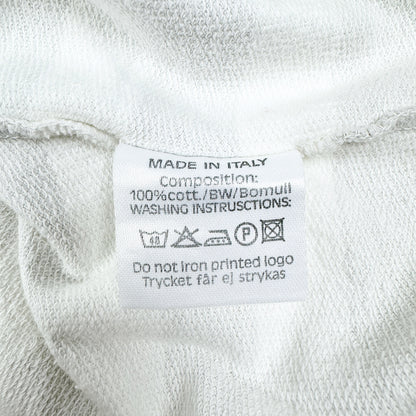 MADE IN ITALY
Composition:
100%cott./BW/Bomull
WASHING INSTRUSCTIONS:
40 P
Do not iron printed logo
Trycket får ej strykas